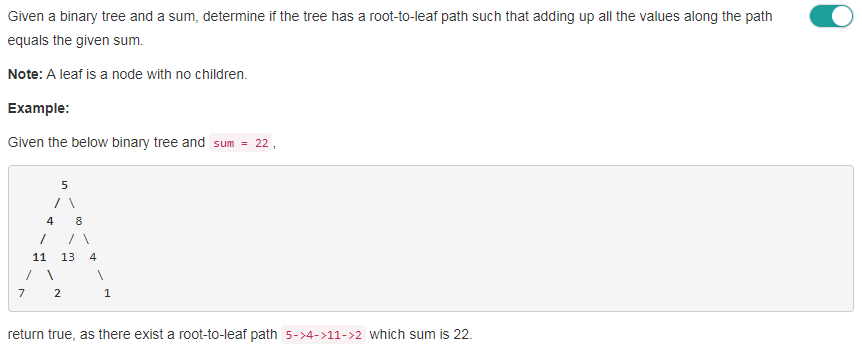 Given a binary tree and a sum, determine if the tree has a root-to-leaf path such that adding up all the values along the path
equals the given sum.
Note: A leaf is a node with no children.
Example:
Given the below binary tree and sum = 22 ,
      5
     / \
    4   8
   /   / \
  11  13  4
 /  \      \
7    2      1
return true, as there exist a root-to-leaf path 5->4->11->2 which sum is 22.